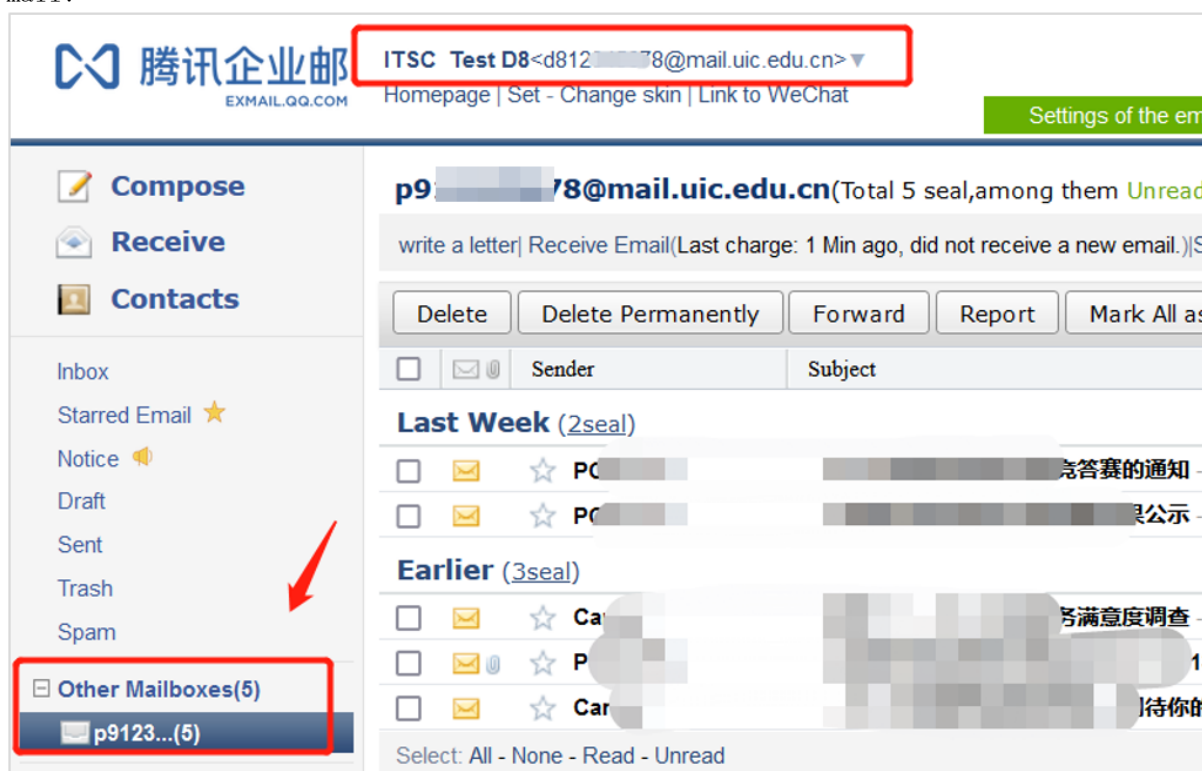 腾讯企业邮
EXMAIL.QQ.COM
ITSC Test D8<d812 8@mail.uic.edu.cn>▼
Homepage | Set - Change skin | Link to WeChat
Settings of the em
Compose
Receive
Contacts
Inbox
Starred Email
Notice
Draft
Sent
Trash
Spam
Other Mailboxes(5)
p9123...(5)
p9 78@mail.uic.edu.cn(Total 5 seal,among them Unread
write a letter| Receive Email(Last charge: 1 Min ago, did not receive a new email.)|S
Delete Delete Permanently Forward Report Mark All as
Sender Subject
Last Week (2seal)
PC 竞答赛的通知 -
P 果公示 -
Earlier (3seal)
Ca 务满意度调查 -
P 1
Car 待你的
Select: All - None - Read - Unread